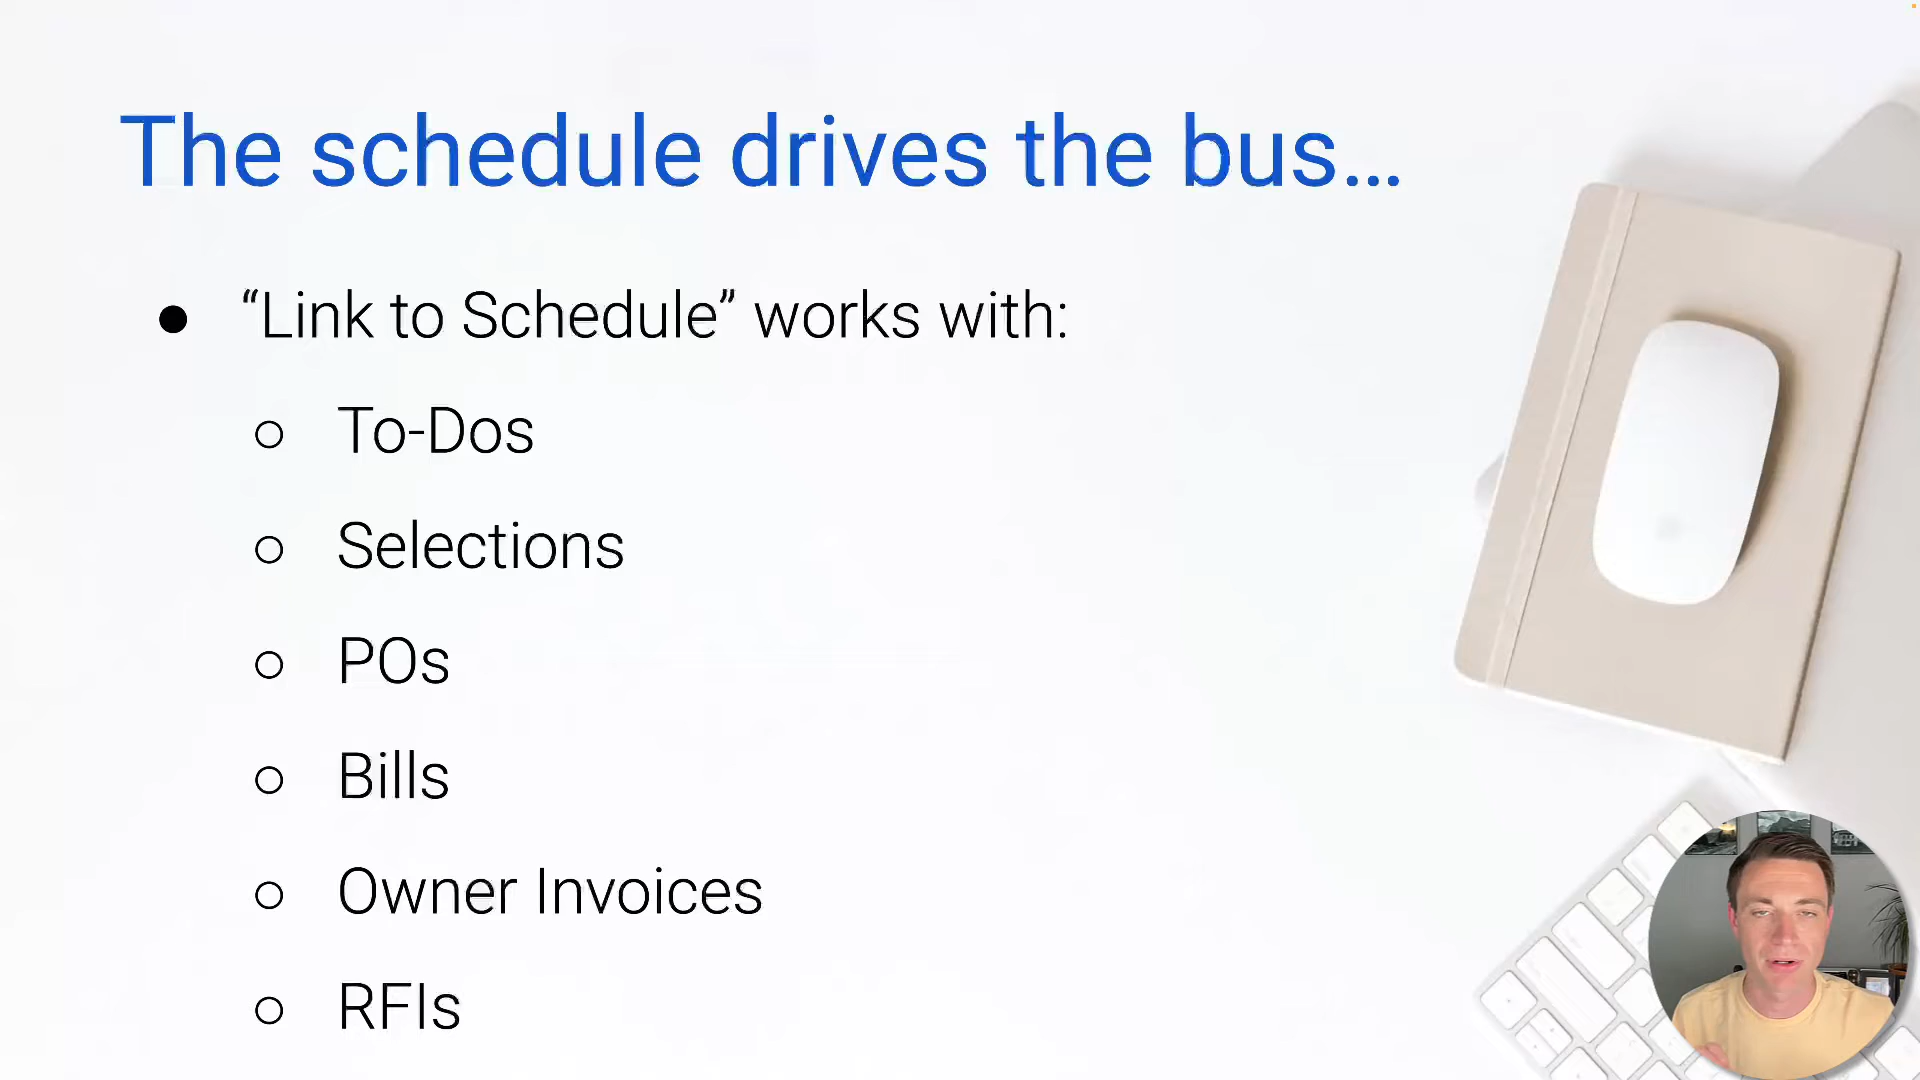 The schedule drives the bus…
● “Link to Schedule” works with:
○ To-Dos
○ Selections
○ POs
○ Bills
○ Owner Invoices
○ RFIs